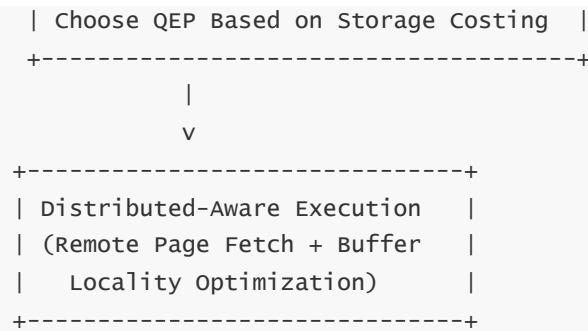 | Choose QEP Based on Storage Costing |
+---------------------------------------+
|
v
+-------------------------------+
| Distributed-Aware Execution |
| (Remote Page Fetch + Buffer |
| Locality Optimization) |
+-------------------------------+